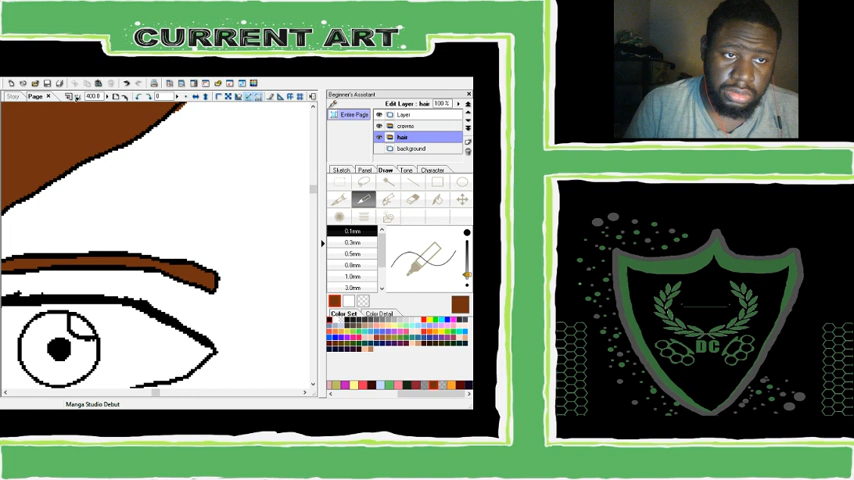 CURRENT ART
Beginner's Assistant
Story Page 400.0 0
Edit Layer : hair 100 %
Entire Page
Layer
crowns
hair
background
Sketch Panel Draw Tone Character
0.1mm
0.3mm
0.5mm
0.8mm
1.0mm
3.0mm
Color Set Color Detail
Manga Studio Debut
DC